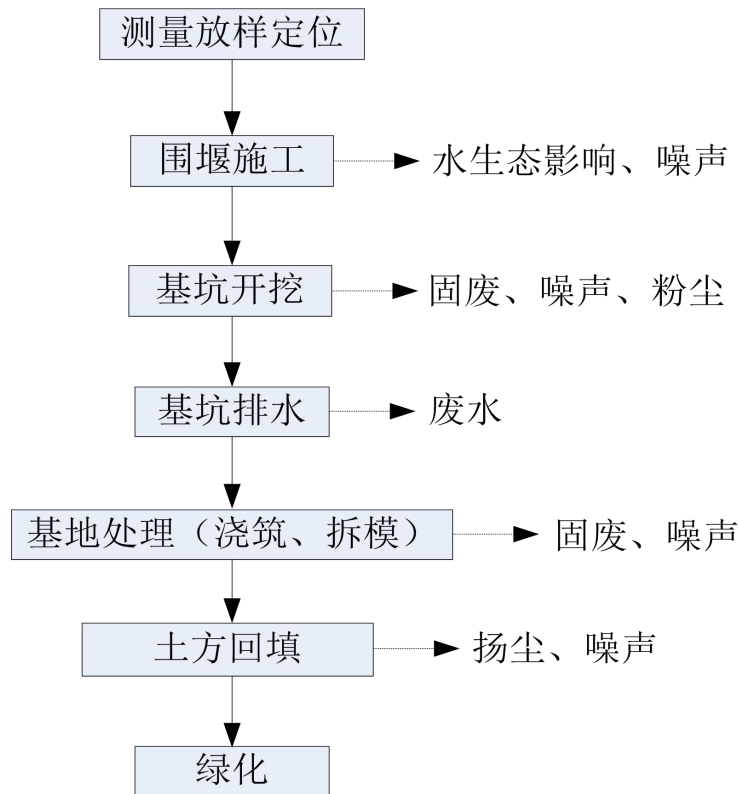 测量放样定位
围堰施工
水生态影响、噪声
基坑开挖
固废、噪声、粉尘
基坑排水
废水
基地处理（浇筑、拆模）
固废、噪声
土方回填
扬尘、噪声
绿化